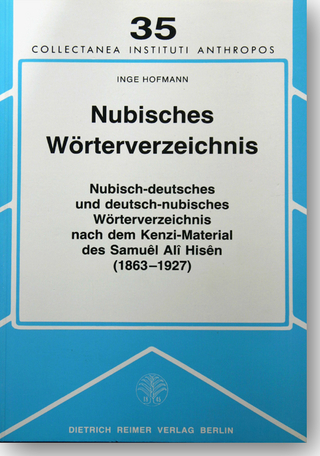 35
COLLECTANEA INSTITUTI ANTHROPOS
INGE HOFMANN
Nubisches
Wörterverzeichnis
Nubisch-deutsches
und deutsch-nubisches
Wörterverzeichnis
nach dem Kenzi-Material
des Samuêl Alî Hisên
(1863–1927)
DIETRICH REIMER VERLAG BERLIN